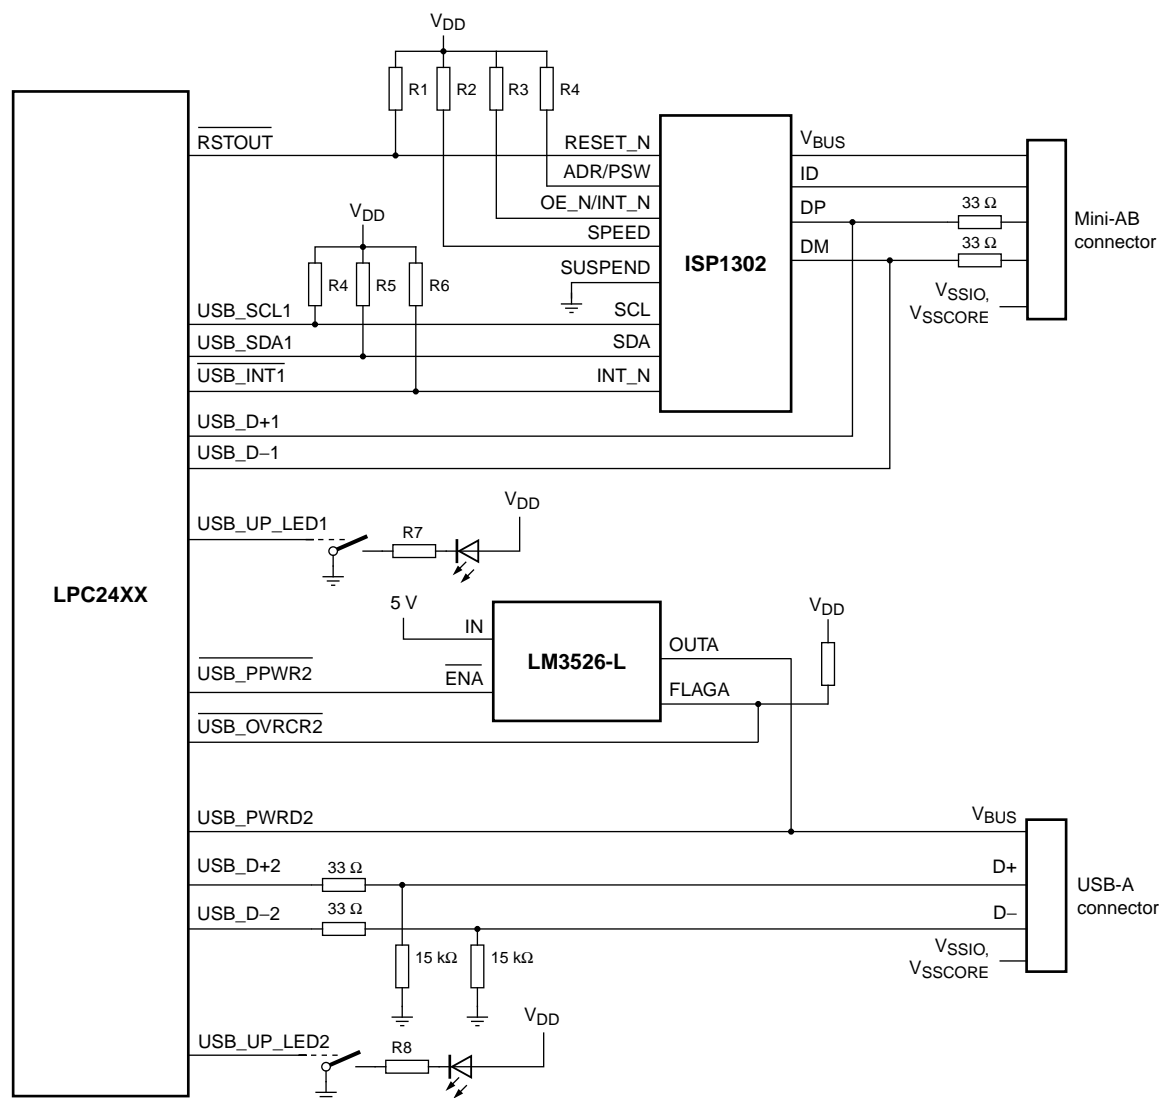 VDD
R1 R2 R3 R4
RSTOUT
RESET_N
VBUS
ADR/PSW
ID
OE_N/INT_N
DP
33 Ω
VDD
SPEED
DM
33 Ω
Mini-AB
connector
ISP1302
SUSPEND
R4 R5 R6
VSSIO,
VSSCORE
USB_SCL1
SCL
USB_SDA1
SDA
USB_INT1
INT_N
USB_D+1
USB_D−1
VDD
USB_UP_LED1
R7
LPC24XX
5 V
IN
VDD
LM3526-L
OUTA
USB_PPWR2
ENA
FLAGA
USB_OVRCR2
USB_PWRD2
VBUS
USB_D+2
33 Ω
D+
USB-A
connector
USB_D−2
33 Ω
D−
15 kΩ
15 kΩ
VSSIO,
VSSCORE
VDD
USB_UP_LED2
R8